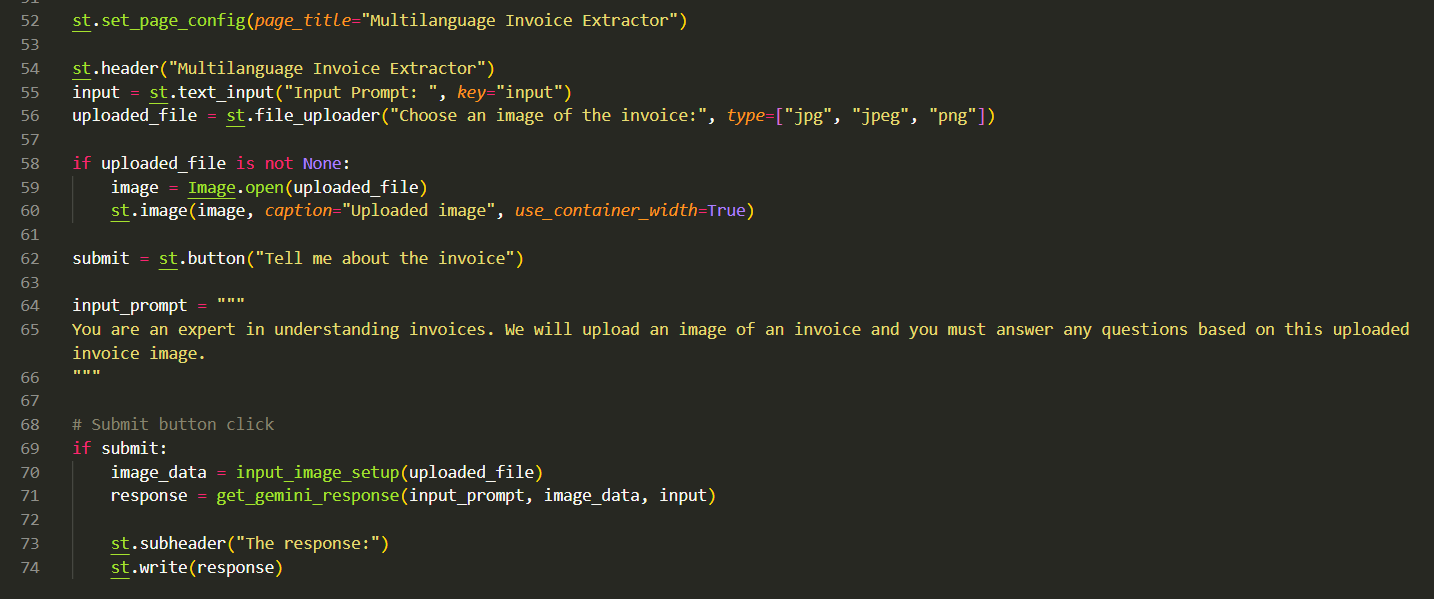 52 st.set_page_config(page_title="Multilanguage Invoice Extractor")
53
54 st.header("Multilanguage Invoice Extractor")
55 input = st.text_input("Input Prompt: ", key="input")
56 uploaded_file = st.file_uploader("Choose an image of the invoice:", type=["jpg", "jpeg", "png"])
57
58 if uploaded_file is not None:
59     image = Image.open(uploaded_file)
60     st.image(image, caption="Uploaded image", use_container_width=True)
61
62 submit = st.button("Tell me about the invoice")
63
64 input_prompt = """
65 You are an expert in understanding invoices. We will upload an image of an invoice and you must answer any questions based on this uploaded
invoice image.
66 """
67
68 # Submit button click
69 if submit:
70     image_data = input_image_setup(uploaded_file)
71     response = get_gemini_response(input_prompt, image_data, input)
72
73     st.subheader("The response:")
74     st.write(response)